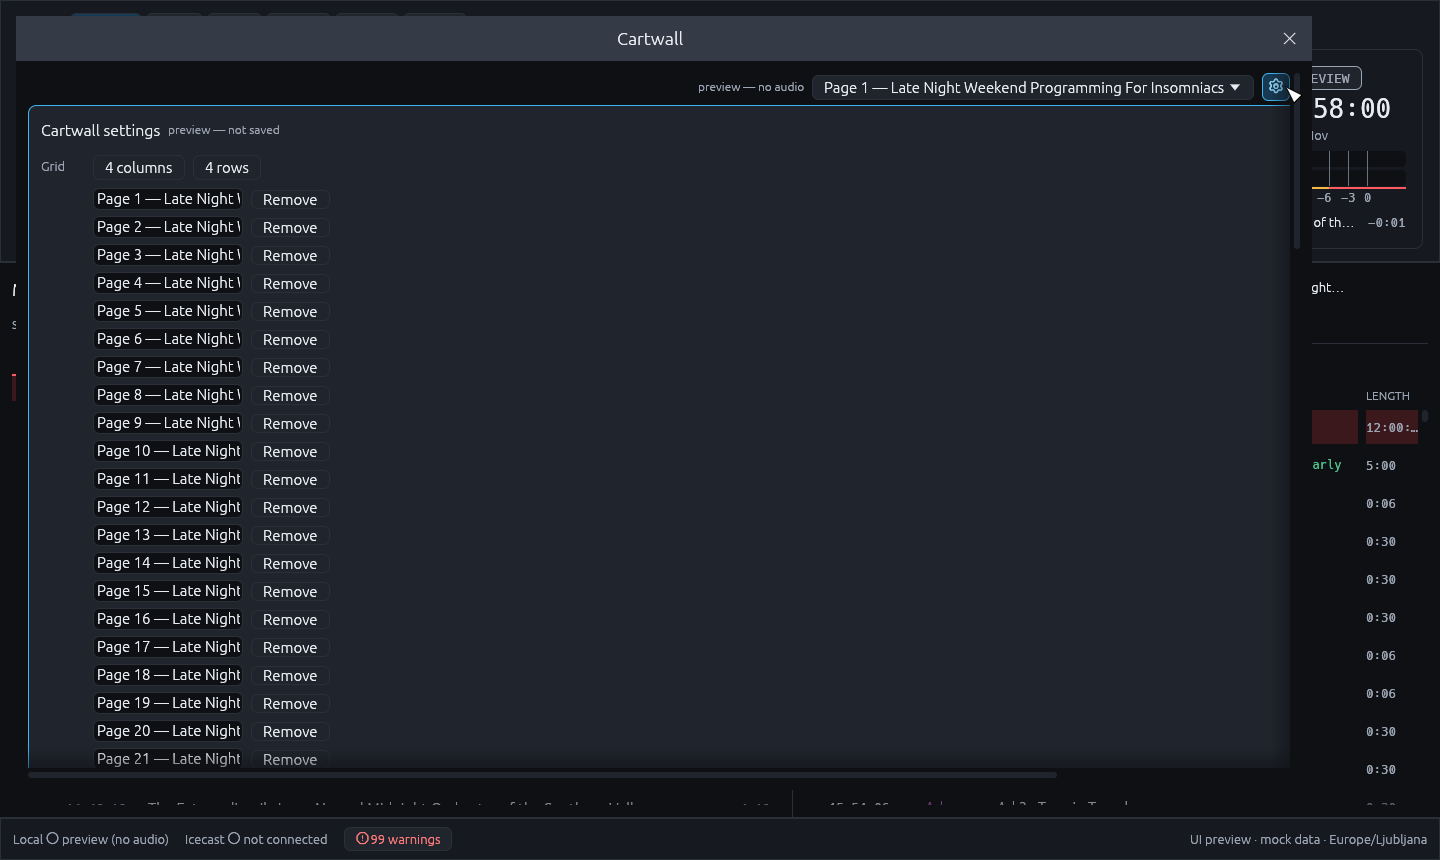 Cartwall
preview — no audio Page 1 — Late Night Weekend Programming For Insomniacs
Cartwall settings preview — not saved
Grid 4 columns 4 rows
Page 1 — Late Night Remove
Page 2 — Late Night Remove
Page 3 — Late Night Remove
Page 4 — Late Night Remove
Page 5 — Late Night Remove
Page 6 — Late Night Remove
Page 7 — Late Night Remove
Page 8 — Late Night Remove
Page 9 — Late Night Remove
Page 10 — Late Night Remove
Page 11 — Late Night Remove
Page 12 — Late Night Remove
Page 13 — Late Night Remove
Page 14 — Late Night Remove
Page 15 — Late Night Remove
Page 16 — Late Night Remove
Page 17 — Late Night Remove
Page 18 — Late Night Remove
Page 19 — Late Night Remove
Page 20 — Late Night Remove
Page 21 — Late Night Remove
EVIEW
58:00
-6 -3 0
of th… -0:01
ght…
LENGTH
12:00:…
arly 5:00
0:06
0:30
0:30
0:30
0:06
0:06
0:30
0:30
Local preview (no audio) Icecast not connected 99 warnings UI preview · mock data · Europe/Ljubljana